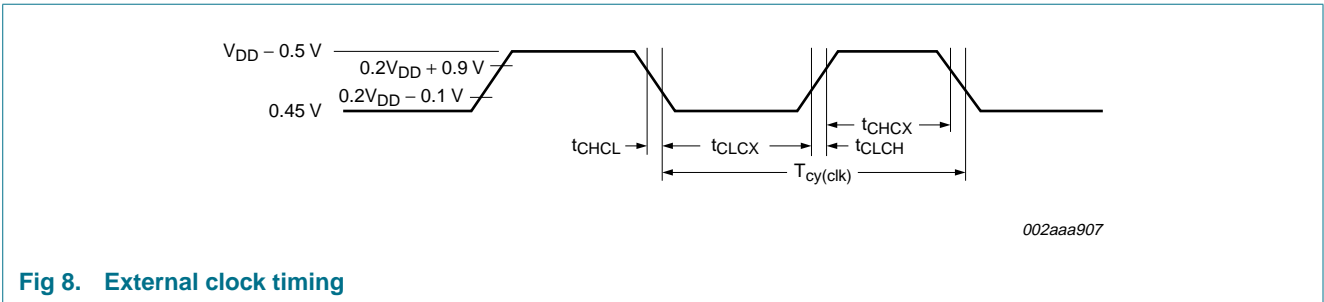 V_DD − 0.5 V
0.2V_DD + 0.9 V
0.2V_DD − 0.1 V
0.45 V
t_CHCX
t_CHCL
t_CLCX
t_CLCH
T_cy(clk)
002aaa907
Fig 8. External clock timing